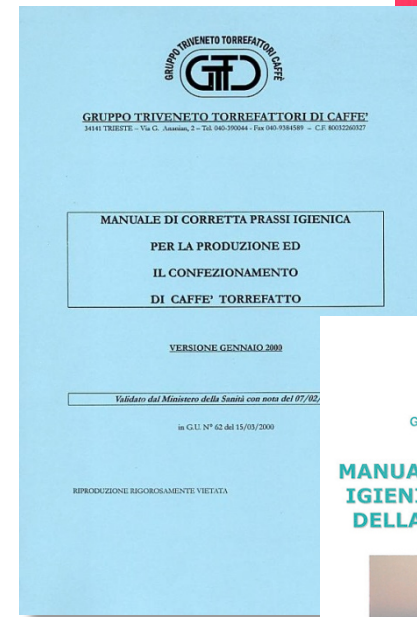 GRUPPO TRIVENETO TORREFATTORI CAFFÈ
GTTC
GRUPPO TRIVENETO TORREFATTORI DI CAFFE'
34141 TRIESTE – Via G. Ananian, 2 – Tel. 040-390044 - Fax 040-9384589 – C.F. 80032260327
MANUALE DI CORRETTA PRASSI IGIENICA
PER LA PRODUZIONE ED
IL CONFEZIONAMENTO
DI CAFFE' TORREFATTO
VERSIONE GENNAIO 2000
Validato dal Ministero della Sanità con nota del 07/02/
in G.U. N° 62 del 15/03/2000
RIPRODUZIONE RIGOROSAMENTE VIETATA
G
MANUA
IGIEN
DELLA